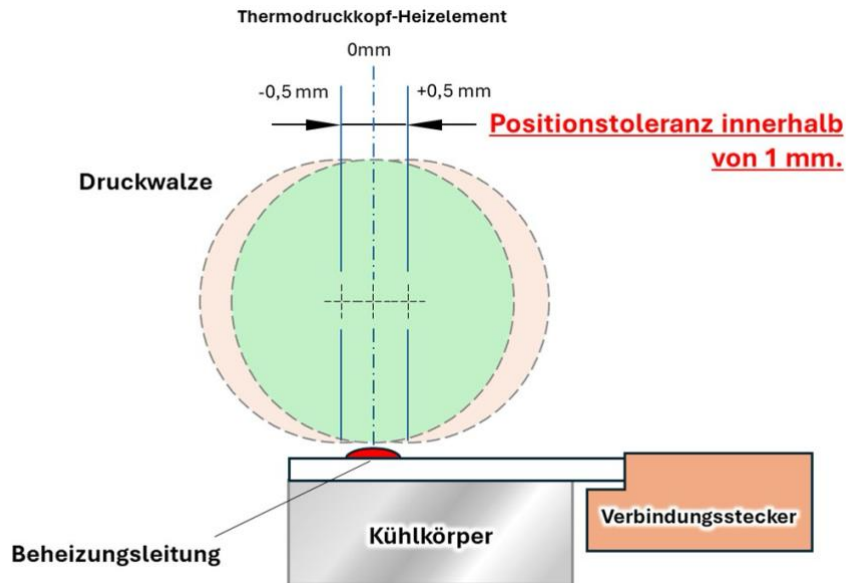 Thermodruckkopf-Heizelement
0mm
-0,5 mm
+0,5 mm
Positionstoleranz innerhalb
von 1 mm.
Druckwalze
Verbindungsstecker
Kühlkörper
Beheizungsleitung